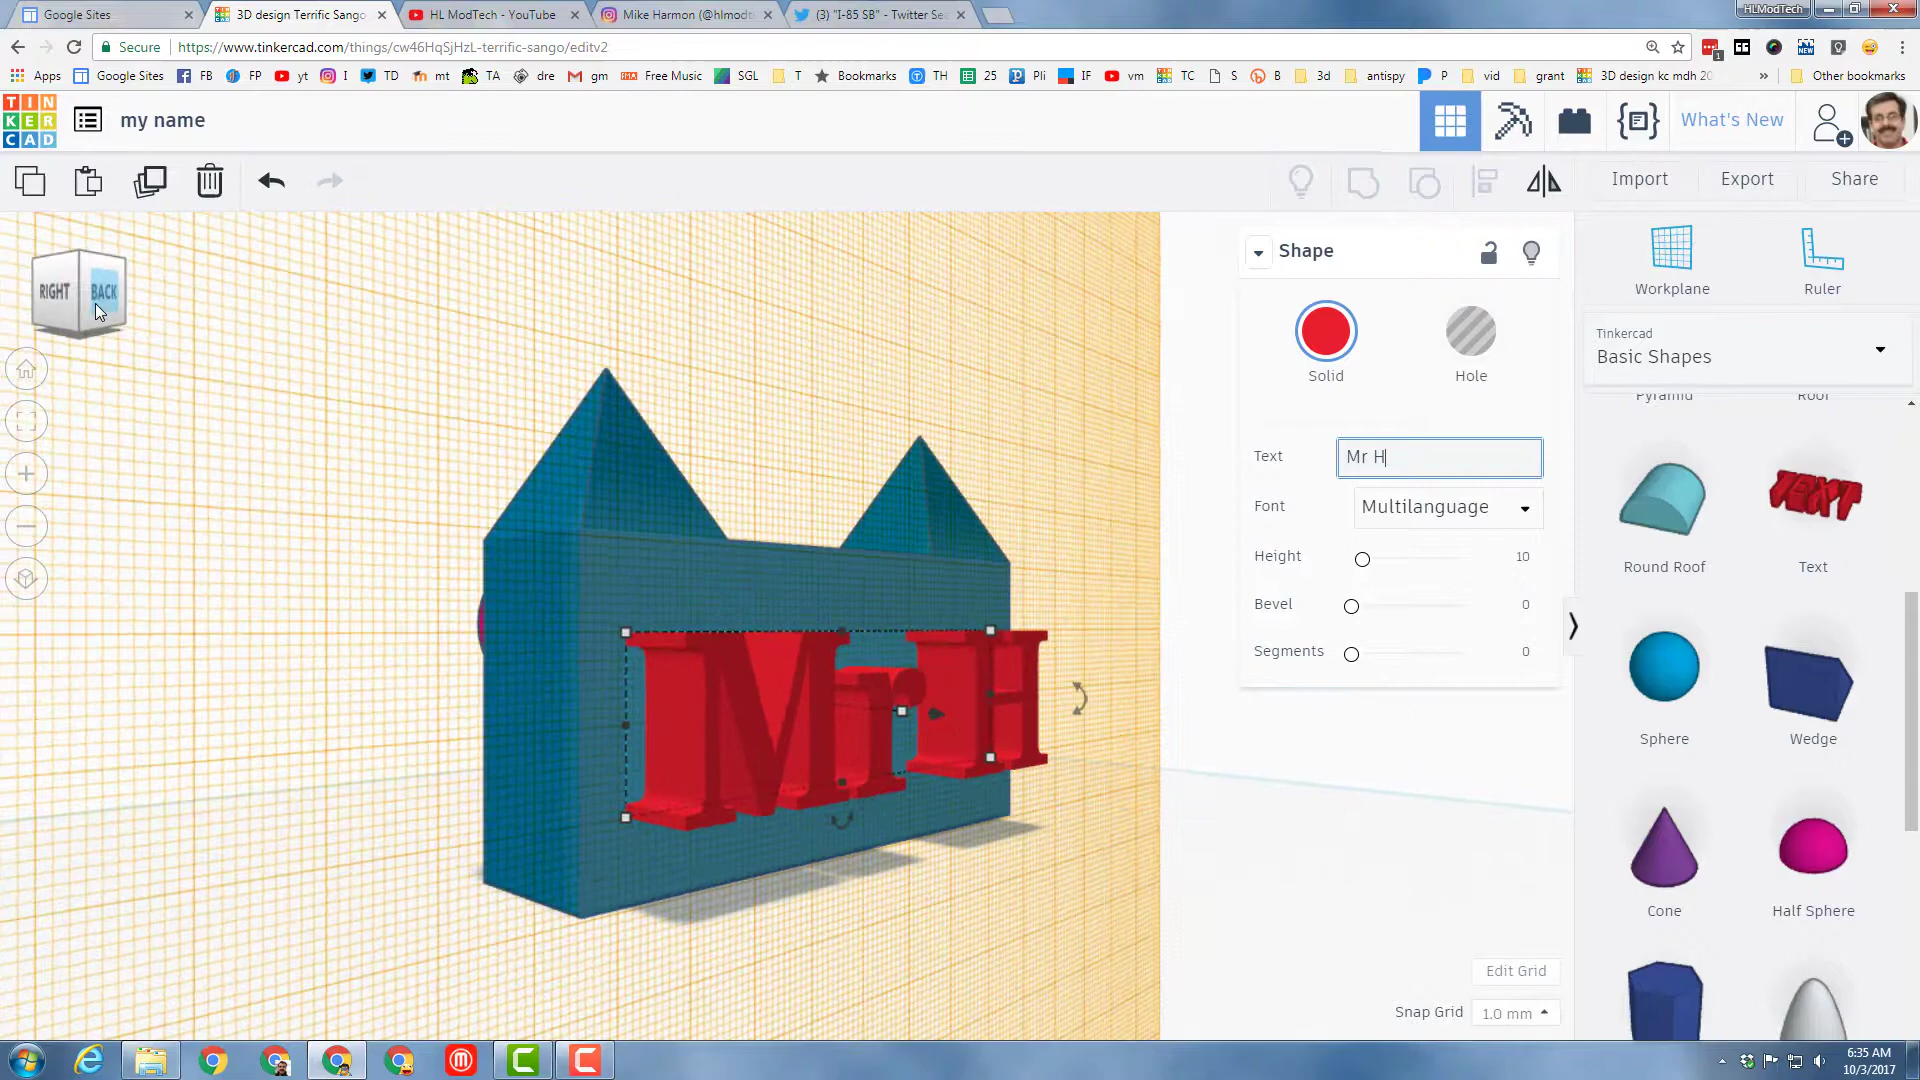 HLModTech
Google Sites
3D design Terrific Sango
HL ModTech - YouTube
Mike Harmon (@hlmodt
(3) "I-85 SB" - Twitter Se
Secure
https://www.tinkercad.com/things/cw46HqSjHzL-terrific-sango/editv2
Apps
Google Sites
FB
FP
yt
I
TD
mt
TA
dre
gm
Free Music
SGL
T
Bookmarks
TH
25
Pli
IF
vm
TC
S
B
3d
antispy
P
vid
grant
3D design kc mdh 20
»
Other bookmarks
TIN
KER
CAD
my name
What's New
Import
Export
Share
RIGHT
BACK
Shape
Solid
Hole
Text
Mr H
Font
Multilanguage
Height
10
Bevel
0
Segments
0
Mr H
Workplane
Ruler
Tinkercad
Basic Shapes
Pyramid
Roof
TEXT
Round Roof
Text
Sphere
Wedge
Cone
Half Sphere
Edit Grid
Snap Grid
1.0 mm
6:35 AM
10/3/2017